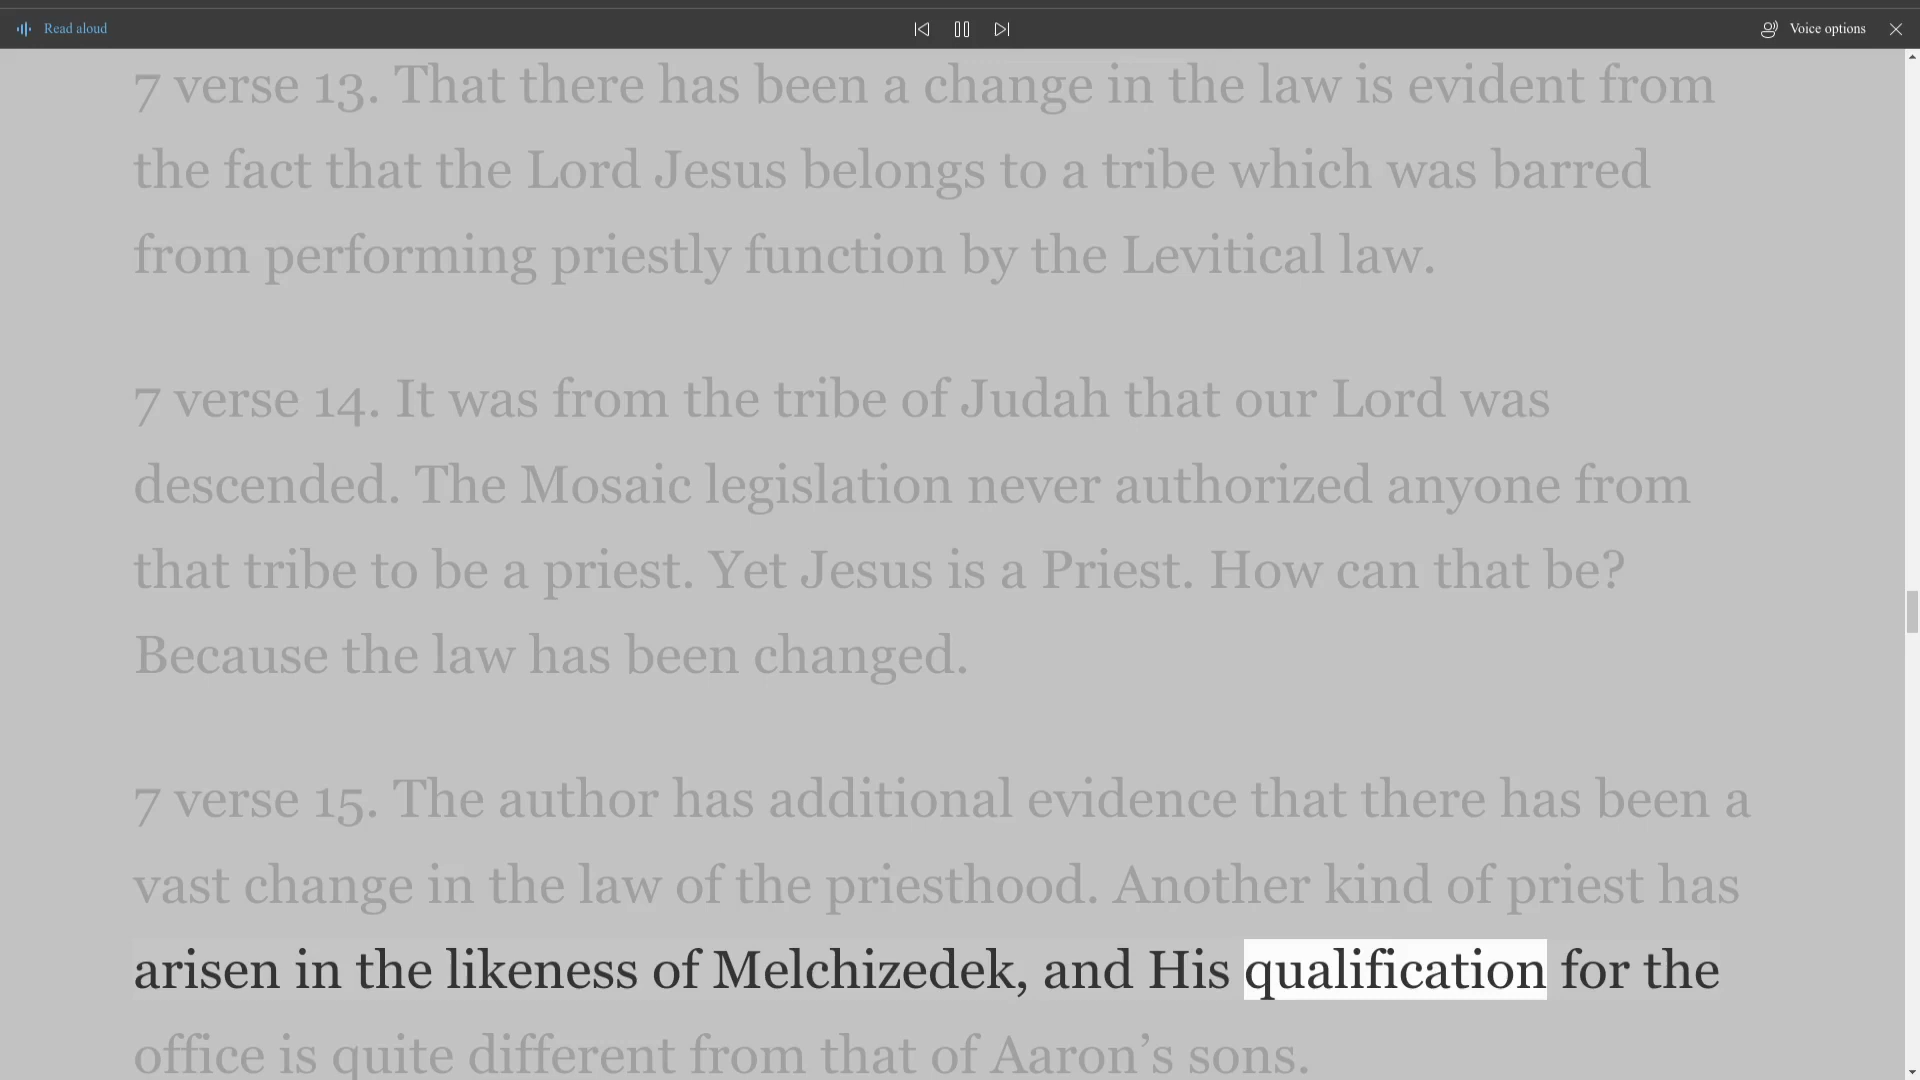 Read aloud
Voice options
7 verse 13. That there has been a change in the law is evident from
the fact that the Lord Jesus belongs to a tribe which was barred
from performing priestly function by the Levitical law.
7 verse 14. It was from the tribe of Judah that our Lord was
descended. The Mosaic legislation never authorized anyone from
that tribe to be a priest. Yet Jesus is a Priest. How can that be?
Because the law has been changed.
7 verse 15. The author has additional evidence that there has been a
vast change in the law of the priesthood. Another kind of priest has
arisen in the likeness of Melchizedek, and His qualification for the
office is quite different from that of Aaron’s sons.